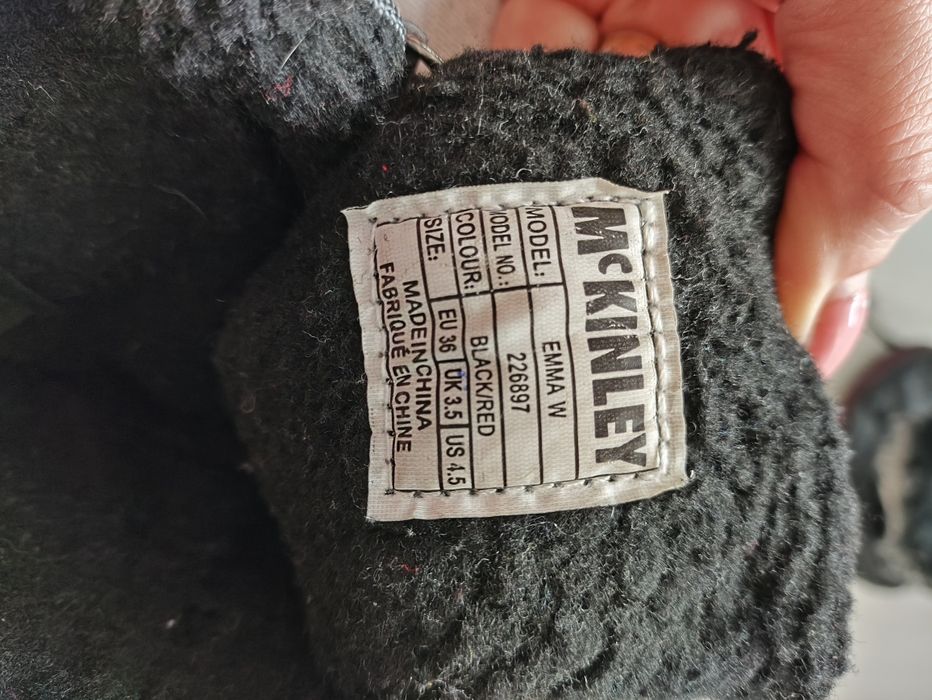 McKINLEY
MODEL: EMMA W
MODEL NO.: 226897
COLOUR: BLACK/RED
SIZE: EU 36 UK 3.5 US 4.5
MADE IN CHINA
FABRIQUÉ EN CHINE